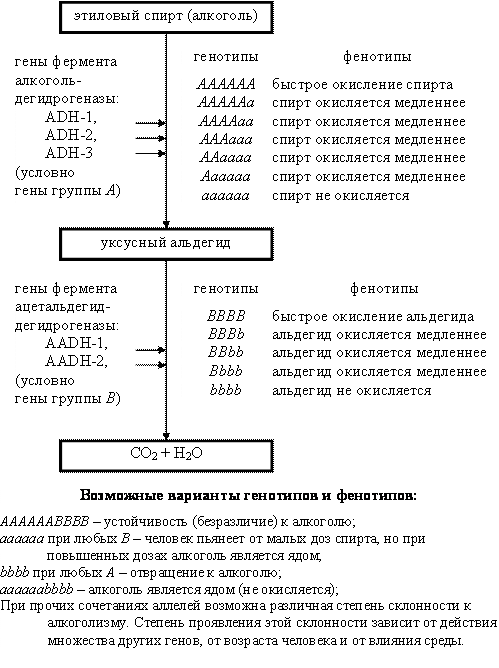 этиловый спирт (алкоголь)
гены фермента
алкоголь-
дегидрогеназы:
ADH-1,
ADH-2,
ADH-3
(условно
гены группы A)
генотипы фенотипы
AAAAAA быстрое окисление спирта
AAAAAa спирт окисляется медленнее
AAAAaa спирт окисляется медленнее
AAAaaa спирт окисляется медленнее
AAaaaa спирт окисляется медленнее
Aaaaaa спирт окисляется медленнее
aaaaaa спирт не окисляется
уксусный альдегид
гены фермента
ацетальдегид-
дегидрогеназы:
AADH-1,
AADH-2,
(условно
гены группы B)
генотипы фенотипы
BBBB быстрое окисление альдегида
BBBb альдегид окисляется медленнее
BBbb альдегид окисляется медленнее
Bbbb альдегид окисляется медленнее
bbbb альдегид не окисляется
CO₂ + H₂O
Возможные варианты генотипов и фенотипов:
AAAAAABBBB – устойчивость (безразличие) к алкоголю;
aaaaaa при любых B – человек пьянеет от малых доз спирта, но при
повышенных дозах алкоголь является ядом;
bbbb при любых A – отвращение к алкоголю;
aaaaaabbbb – алкоголь является ядом (не окисляется);
При прочих сочетаниях аллелей возможна различная степень склонности к
алкоголизму. Степень проявления этой склонности зависит от действия
множества других генов, от возраста человека и от влияния среды.